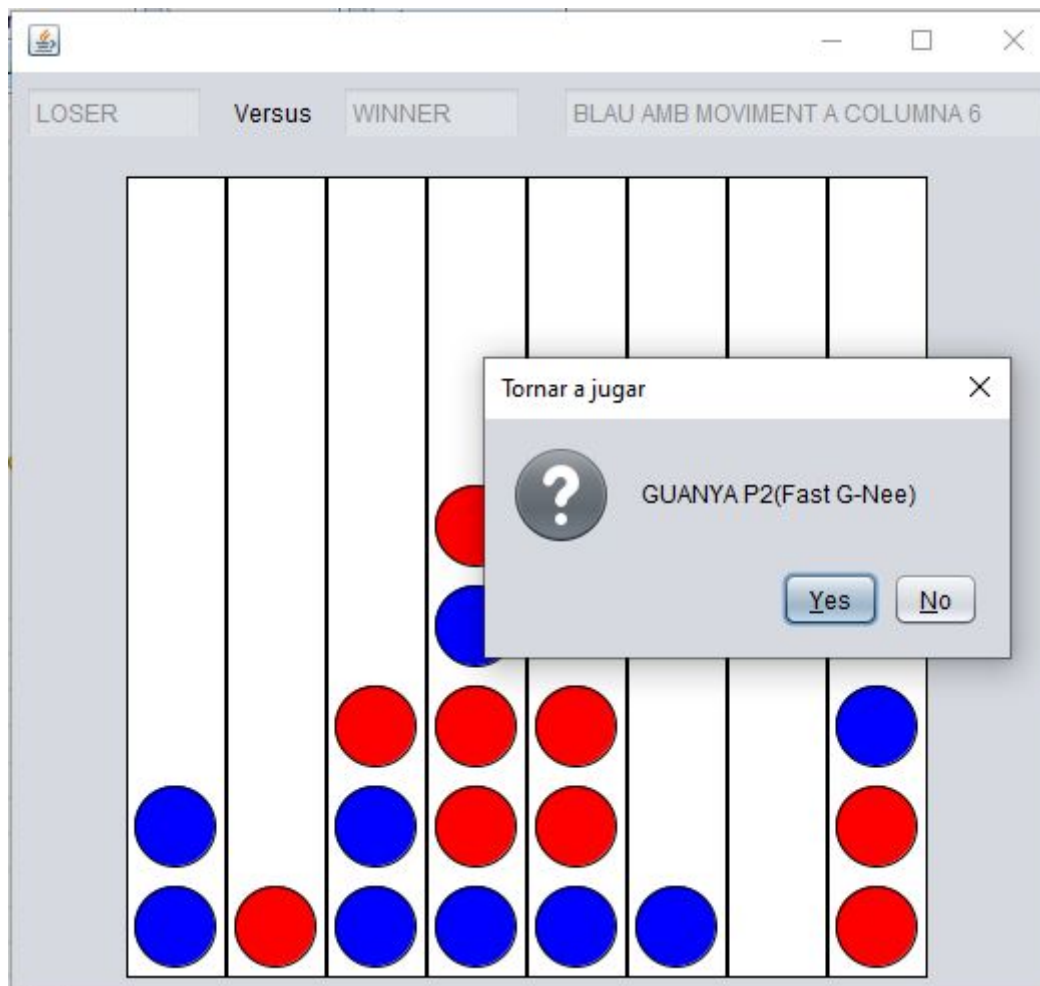 LOSER Versus WINNER BLAU AMB MOVIMENT A COLUMNA 6
Tornar a jugar
GUANYA P2(Fast G-Nee)
Yes No